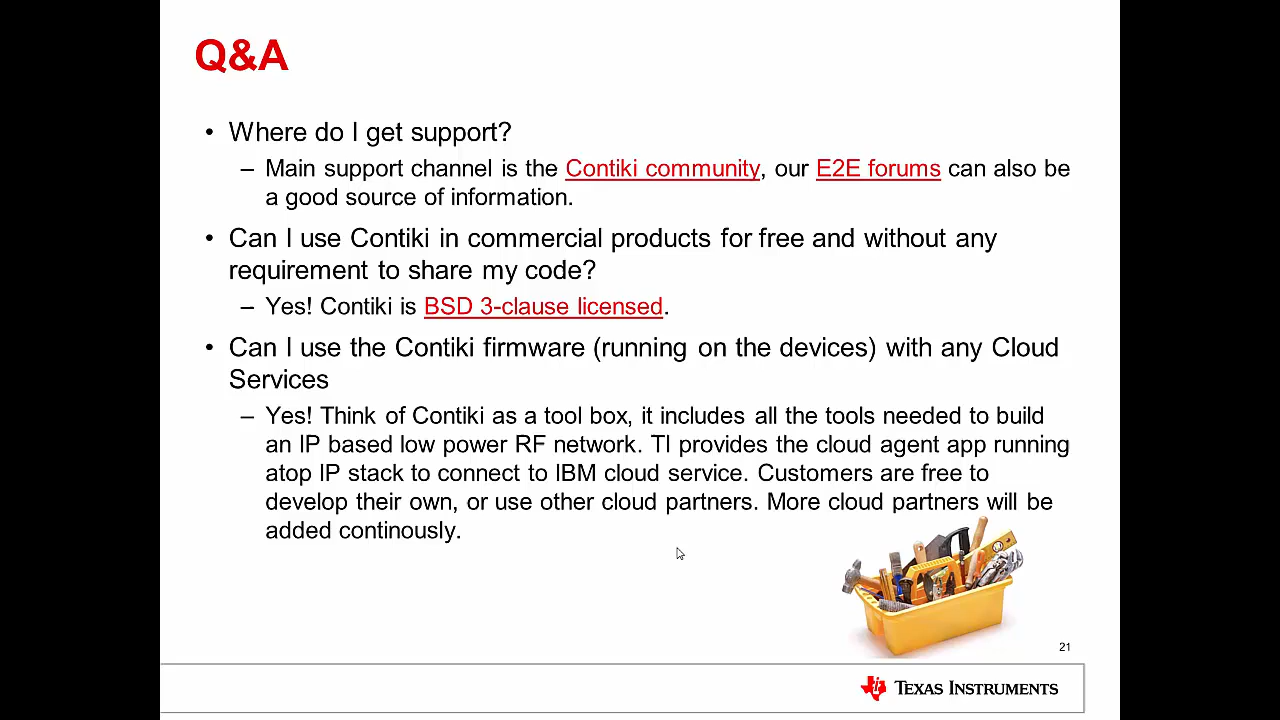 Q&A
• Where do I get support?
– Main support channel is the Contiki community, our E2E forums can also be
a good source of information.
• Can I use Contiki in commercial products for free and without any
requirement to share my code?
– Yes! Contiki is BSD 3-clause licensed.
• Can I use the Contiki firmware (running on the devices) with any Cloud
Services
– Yes! Think of Contiki as a tool box, it includes all the tools needed to build
an IP based low power RF network. TI provides the cloud agent app running
atop IP stack to connect to IBM cloud service. Customers are free to
develop their own, or use other cloud partners. More cloud partners will be
added continously.
21
TEXAS INSTRUMENTS